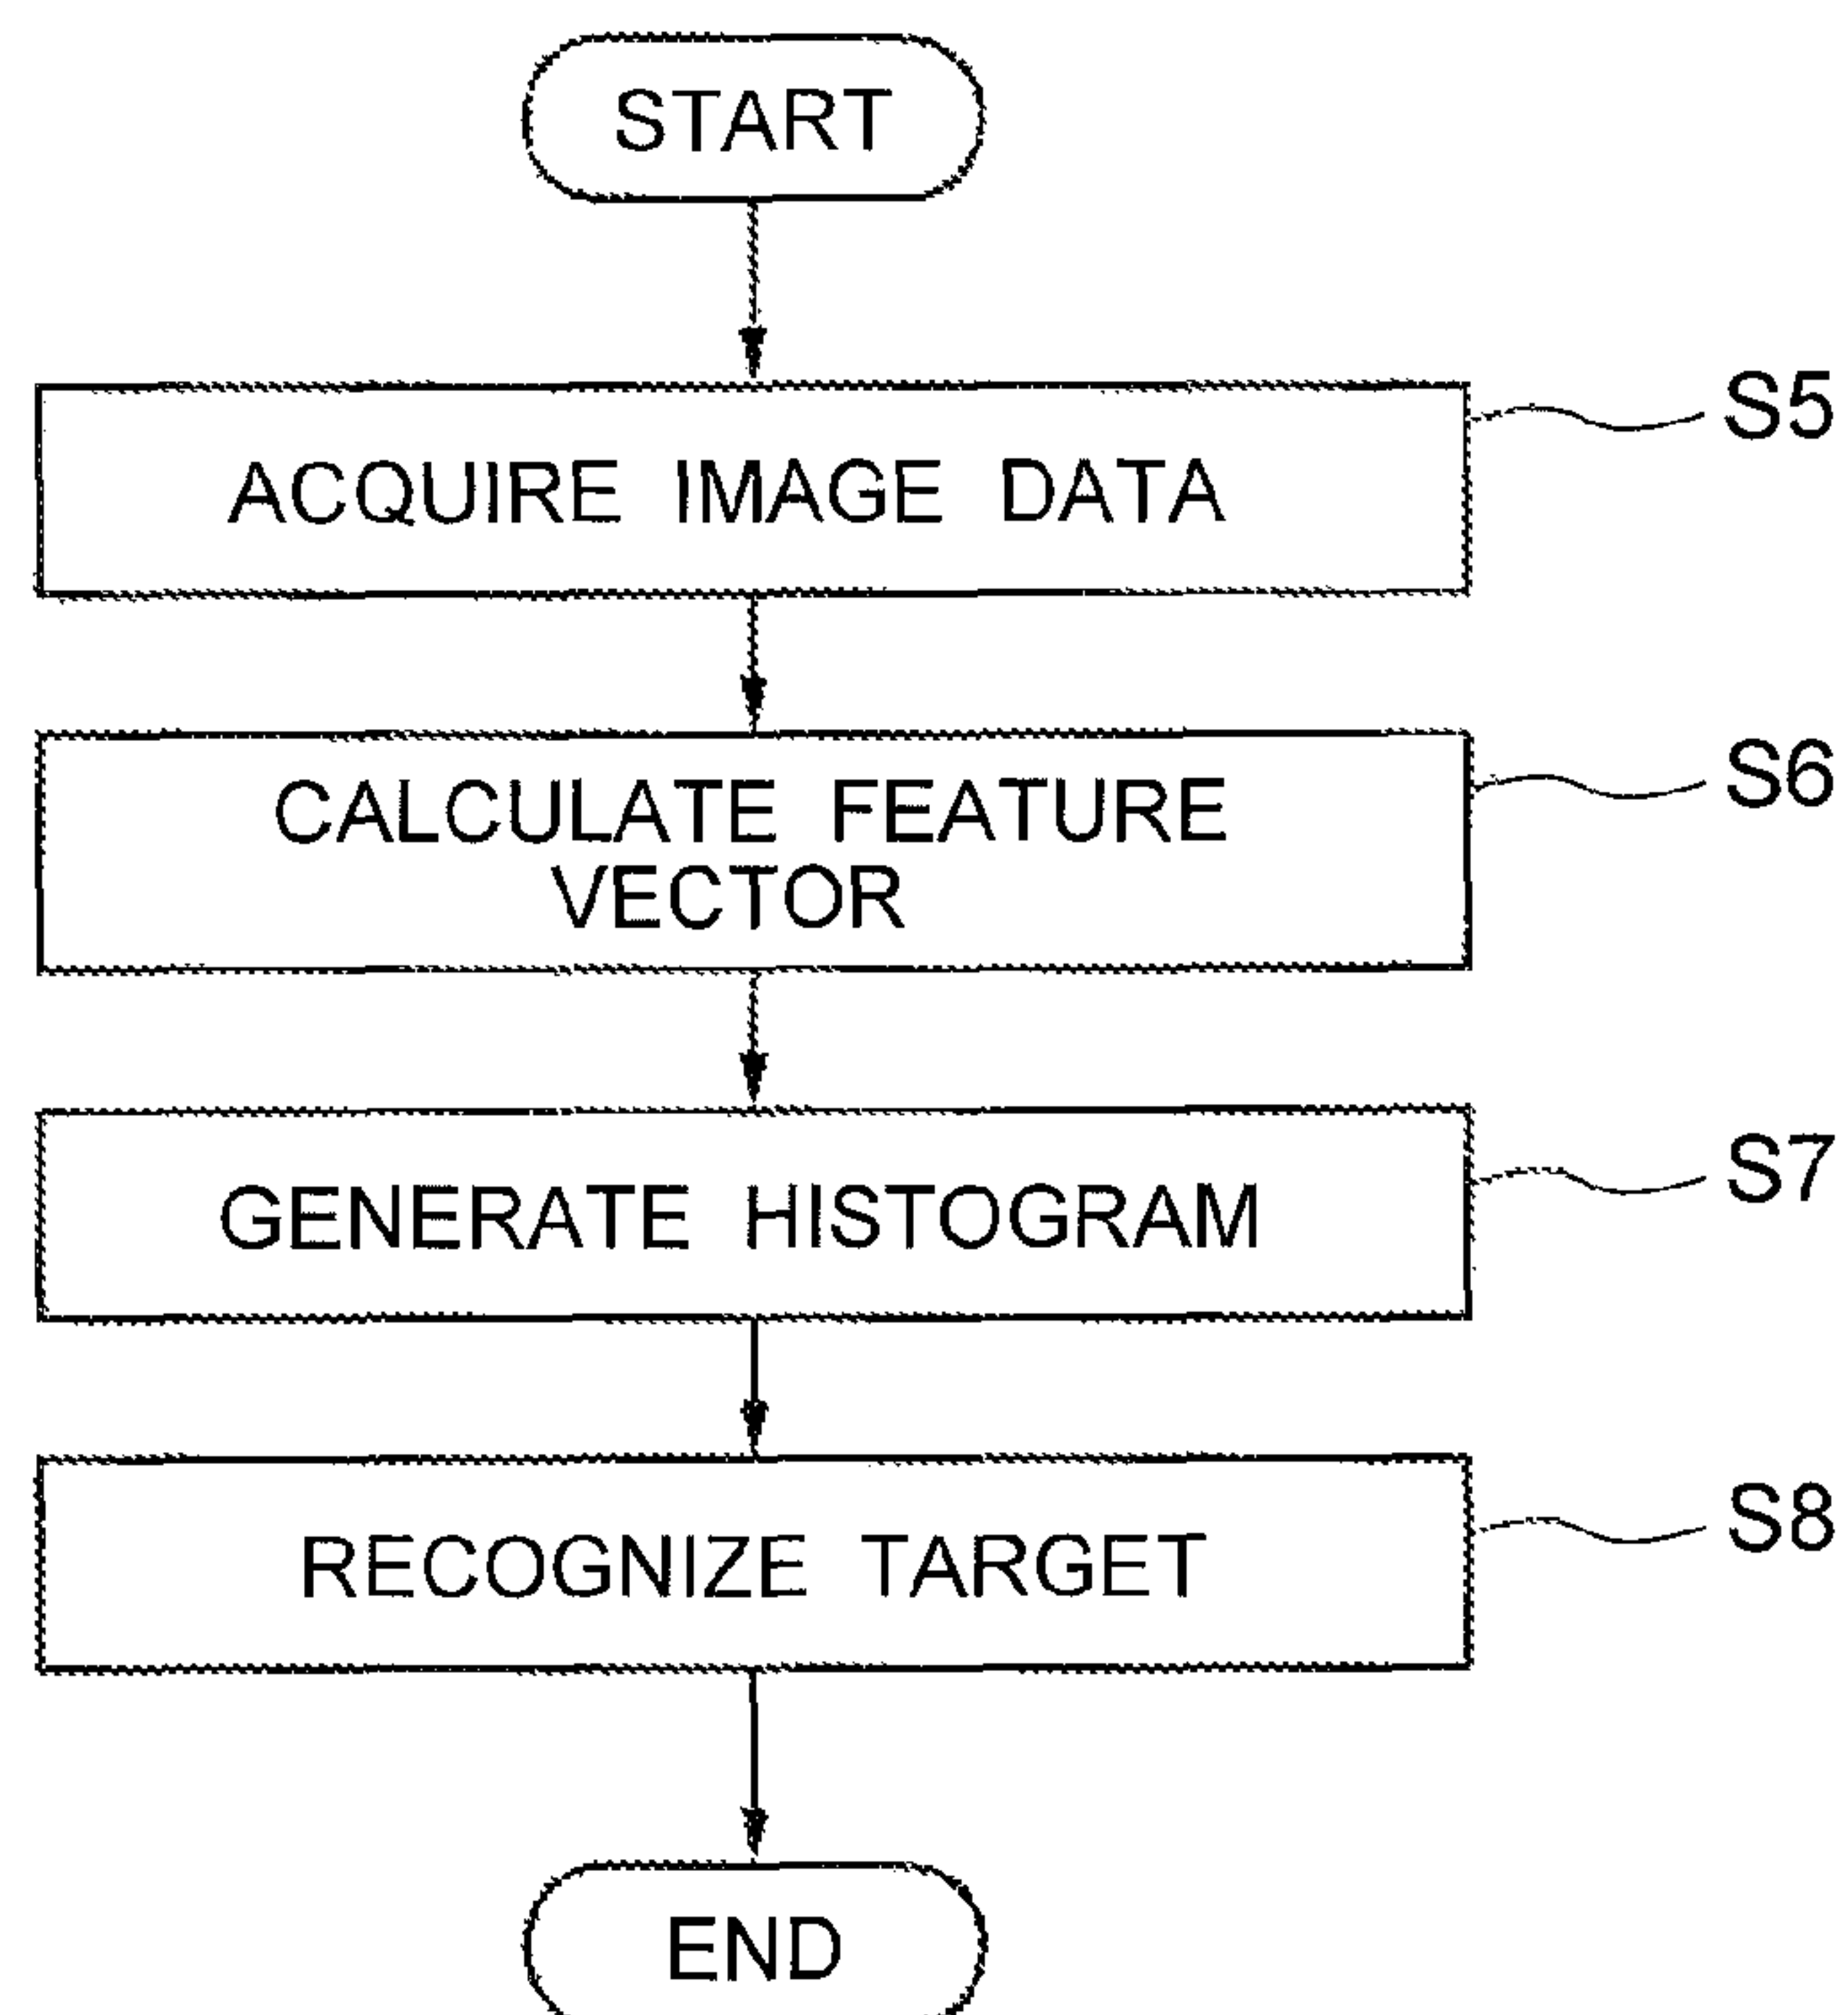 START
ACQUIRE IMAGE DATA
S5
CALCULATE FEATURE
VECTOR
S6
GENERATE HISTOGRAM
S7
RECOGNIZE TARGET
S8
END